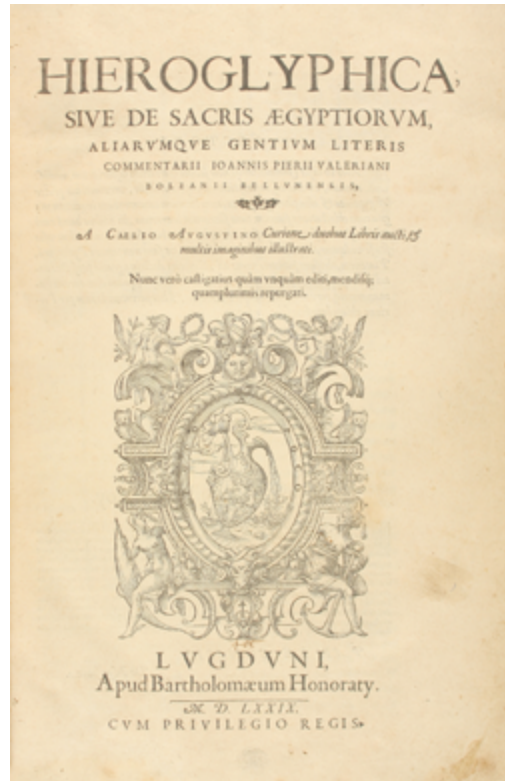 HIEROGLYPHICA,
SIVE DE SACRIS ÆGYPTIORVM,
ALIARVMQVE GENTIVM LITERIS
COMMENTARII IOANNIS PIERII VALERIANI
BOLZANII BELLVNENSIS,
A CAELIO AVGVSTINO Curione duobus Libris aucti, &
multis imaginibus illustrati.
Nunc verò castigatius quàm vnquàm editi, mendisq;
quamplurimis repurgati.
LVGDVNI,
Apud Bartholomæum Honoraty.
M. D. LXXIX.
CVM PRIVILEGIO REGIS.